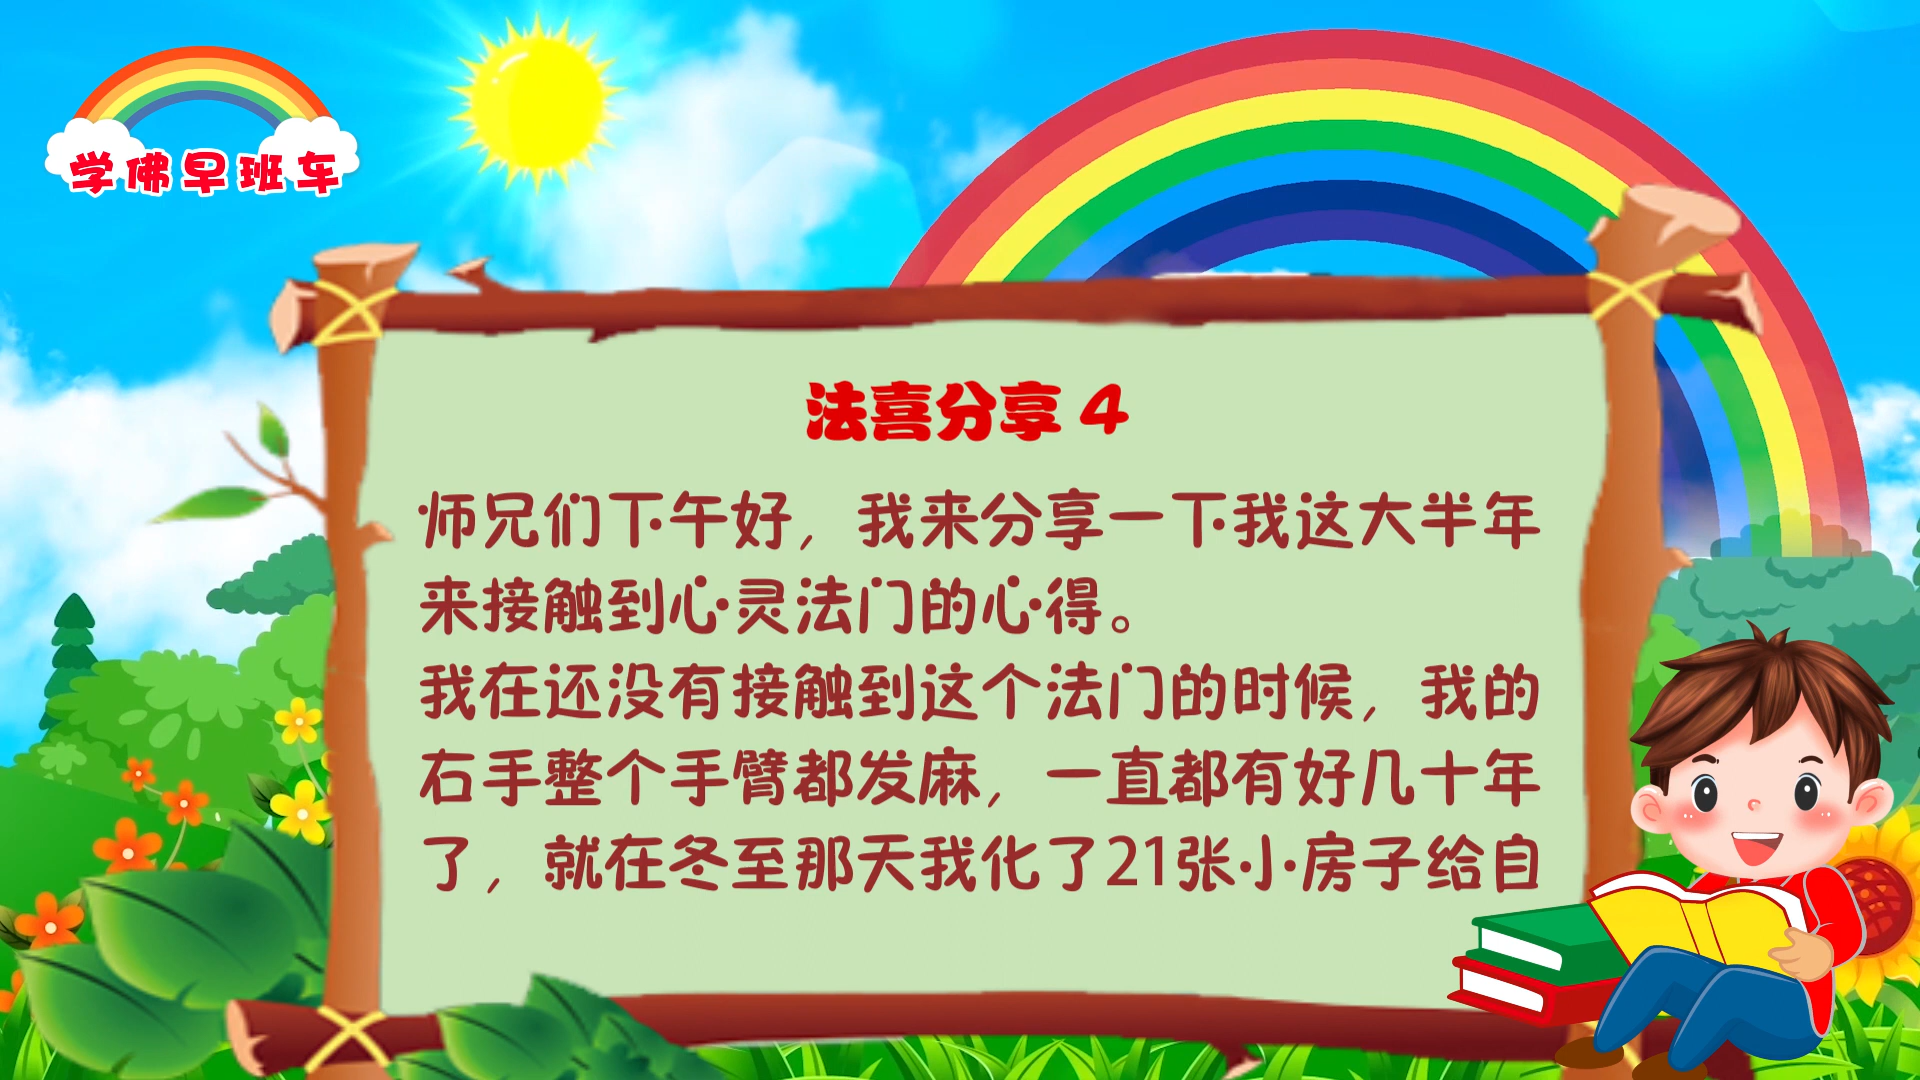 学佛早班车
法喜分享 4
师兄们下午好，我来分享一下我这大半年
来接触到心灵法门的心得。
我在还没有接触到这个法门的时候，我的
右手整个手臂都发麻，一直都有好几十年
了，就在冬至那天我化了21张小房子给自